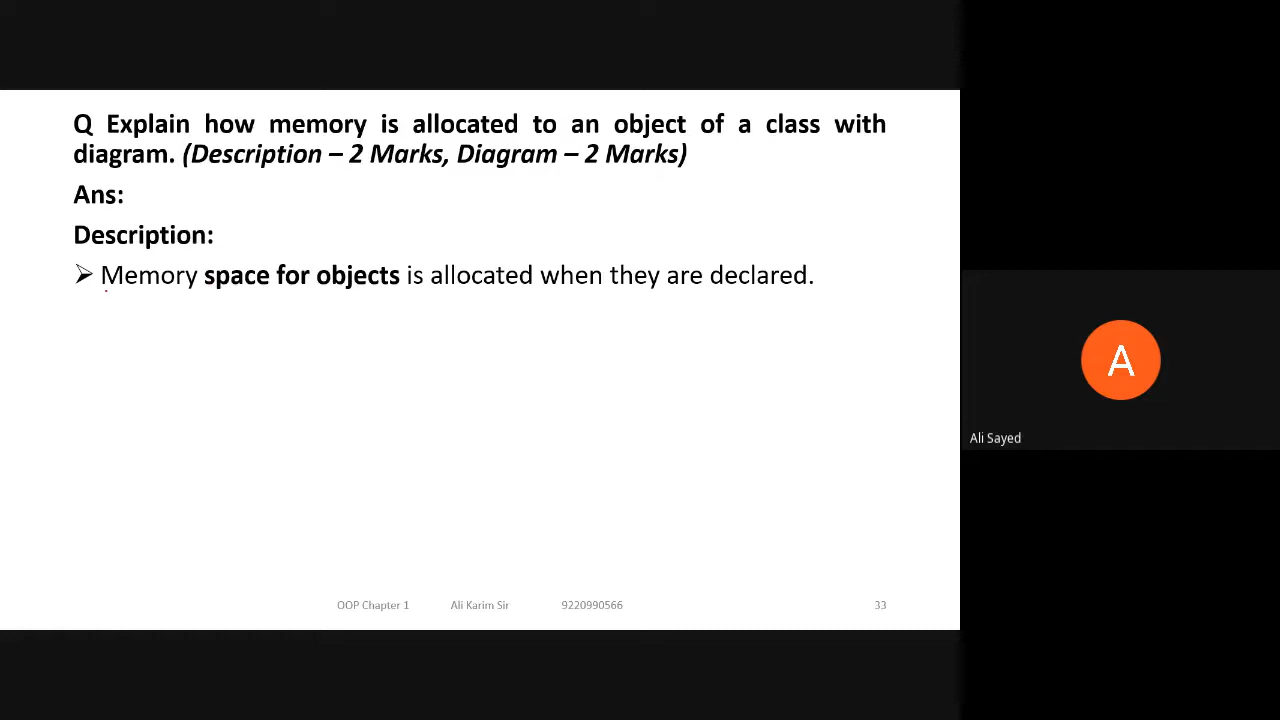 Q Explain how memory is allocated to an object of a class with
diagram. (Description – 2 Marks, Diagram – 2 Marks)
Ans:
Description:
➢ Memory space for objects is allocated when they are declared.
A
Ali Sayed
OOP Chapter 1 Ali Karim Sir 9220990566 33